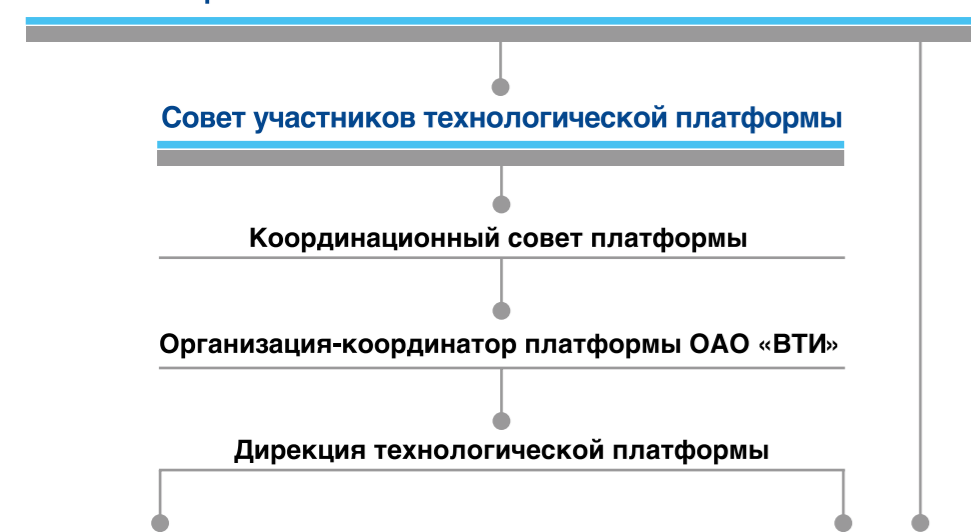 Совет участников технологической платформы
Координационный совет платформы
Организация-координатор платформы ОАО «ВТИ»
Дирекция технологической платформы